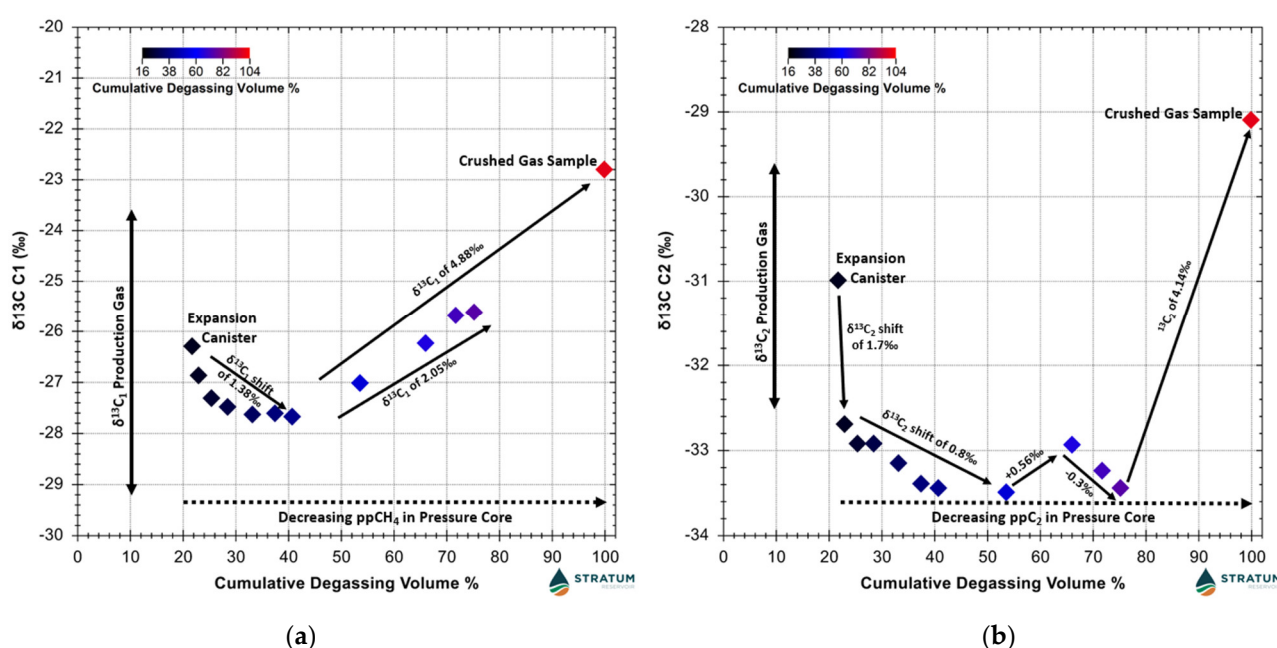 -20
-21
-22
-23
-24
-25
-26
-27
-28
-29
-30
δ13C C1 (‰)
16 38 60 82 104
Cumulative Degassing Volume %
Crushed Gas Sample
δ¹³C₁ Production Gas
Expansion
Canister
δ¹³C₁ shift
of 1.38‰
δ¹³C₁ of 4.88‰
δ¹³C₁ of 2.05‰
Decreasing ppCH₄ in Pressure Core
0 10 20 30 40 50 60 70 80 90 100
Cumulative Degassing Volume %
STRATUM
RESERVOIR
(a)
-28
-29
-30
-31
-32
-33
-34
δ13C C2 (‰)
16 38 60 82 104
Cumulative Degassing Volume %
Crushed Gas Sample
δ¹³C₂ Production Gas
Expansion
Canister
δ¹³C₂ shift
of 1.7‰
δ¹³C₂ shift of 0.8‰
+0.56‰
-0.3‰
¹³C₂ of 4.14‰
Decreasing ppC₂ in Pressure Core
0 10 20 30 40 50 60 70 80 90 100
Cumulative Degassing Volume %
STRATUM
RESERVOIR
(b)